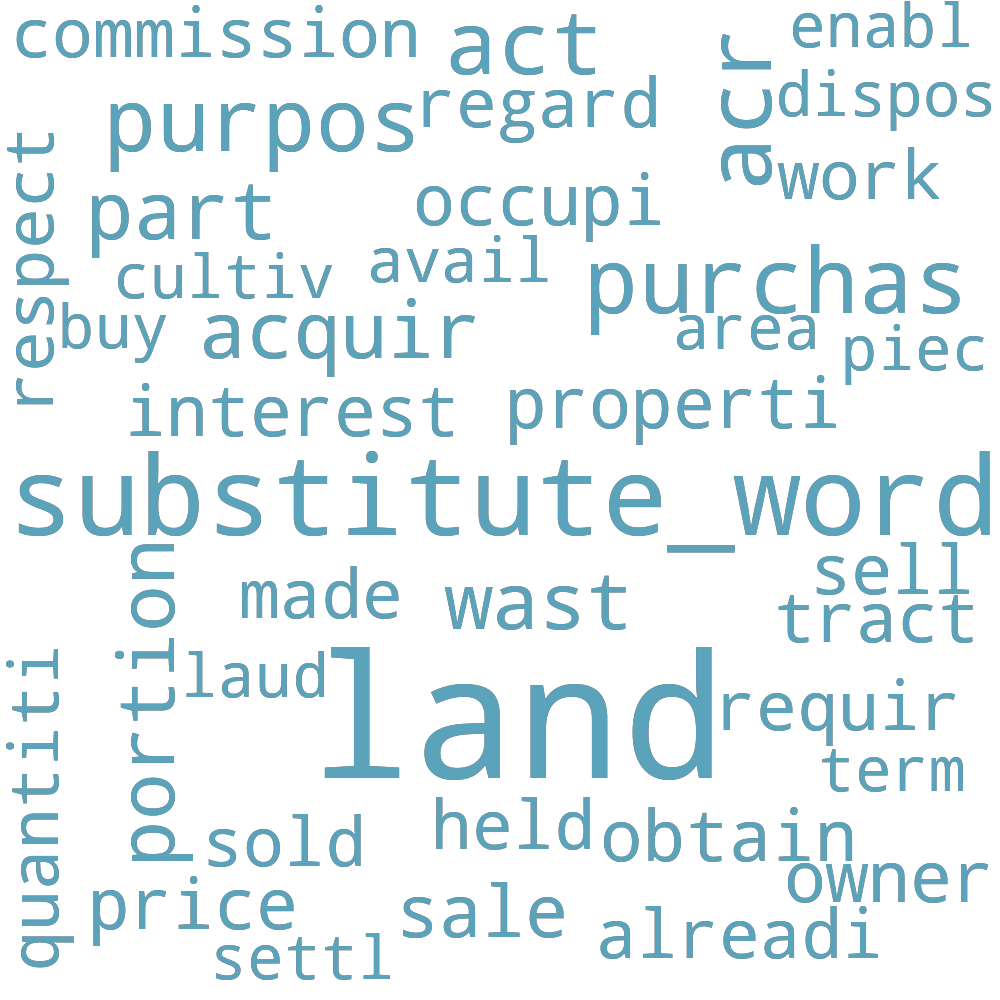 commission
act
enabl
acr
dispos
purpos
regard
respect
work
part
occupi
cultiv
avail
purchas
buy
acquir
area
piec
interest
properti
substitute_word
portion
made
wast
sell
tract
laud
land
requir
quantiti
term
sold
held
obtain
owner
price
sale
alreadi
settl